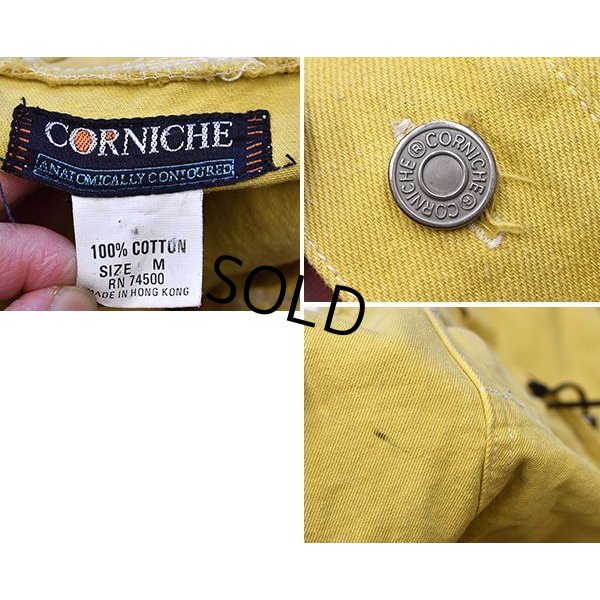 CORNICHE
ANATOMICALLY CONTOURED
100% COTTON
SIZE M
RN 74500
MADE IN HONG KONG
CORNICHE® CORNICHE®
SOLD